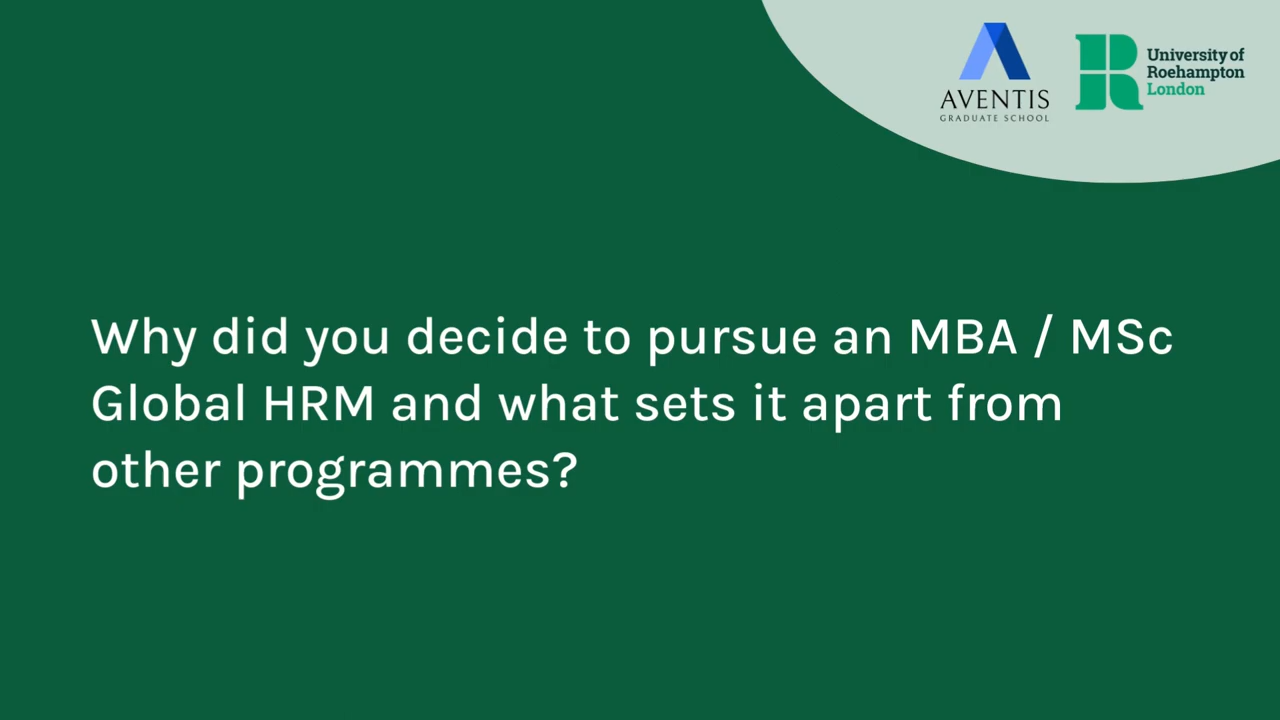 AVENTIS
GRADUATE SCHOOL
University of
Roehampton
London
Why did you decide to pursue an MBA / MSc
Global HRM and what sets it apart from
other programmes?